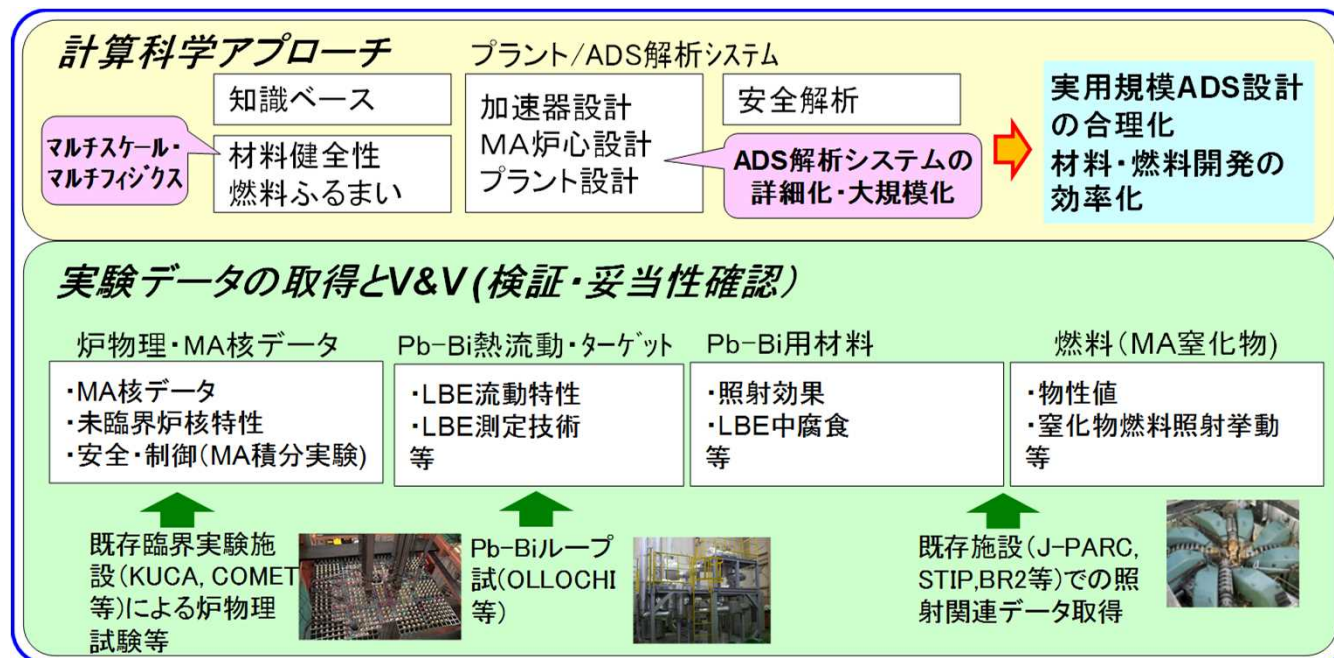 計算科学アプローチ
プラント/ADS解析システム
知識ベース
マルチスケール・
マルチフィジクス
材料健全性
燃料ふるまい
加速器設計
MA炉心設計
プラント設計
安全解析
ADS解析システムの
詳細化・大規模化
実用規模ADS設計
の合理化
材料・燃料開発の
効率化
実験データの取得とV&V(検証・妥当性確認)
炉物理・MA核データ
・MA核データ
・未臨界炉核特性
・安全・制御(MA積分実験)
Pb-Bi熱流動・ターゲット
・LBE流動特性
・LBE測定技術
等
Pb-Bi用材料
・照射効果
・LBE中腐食
等
燃料(MA窒化物)
・物性値
・窒化物燃料照射挙動
等
既存臨界実験施
設(KUCA, COMET
等)による炉物理
試験等
Pb-Biループ
試(OLLOCHI
等)
既存施設(J-PARC,
STIP,BR2等)での照
射関連データ取得